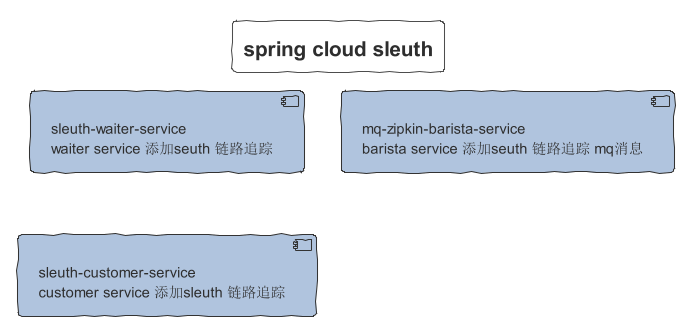 spring cloud sleuth
sleuth-waiter-service
waiter service 添加seuth 链路追踪
mq-zipkin-barista-service
barista service 添加seuth 链路追踪 mq消息
sleuth-customer-service
customer service 添加sleuth 链路追踪